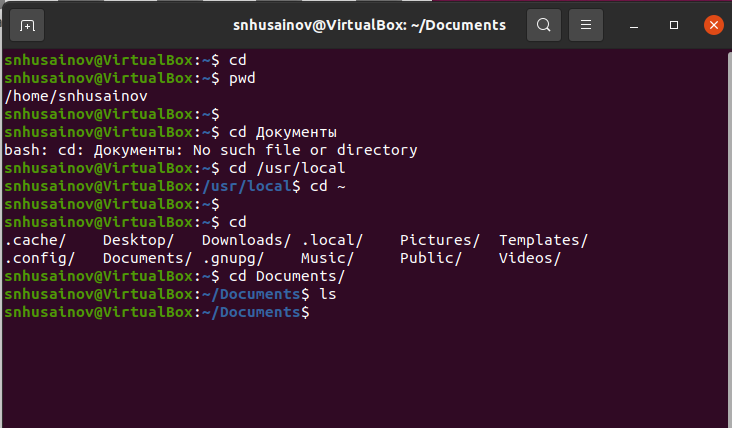 snhusainov@VirtualBox: ~/Documents
snhusainov@VirtualBox:~$ cd
snhusainov@VirtualBox:~$ pwd
/home/snhusainov
snhusainov@VirtualBox:~$
snhusainov@VirtualBox:~$ cd Документы
bash: cd: Документы: No such file or directory
snhusainov@VirtualBox:~$ cd /usr/local
snhusainov@VirtualBox:/usr/local$ cd ~
snhusainov@VirtualBox:~$
snhusainov@VirtualBox:~$ cd
.cache/    Desktop/   Downloads/ .local/    Pictures/  Templates/
.config/   Documents/ .gnupg/    Music/     Public/    Videos/
snhusainov@VirtualBox:~$ cd Documents/
snhusainov@VirtualBox:~/Documents$ ls
snhusainov@VirtualBox:~/Documents$